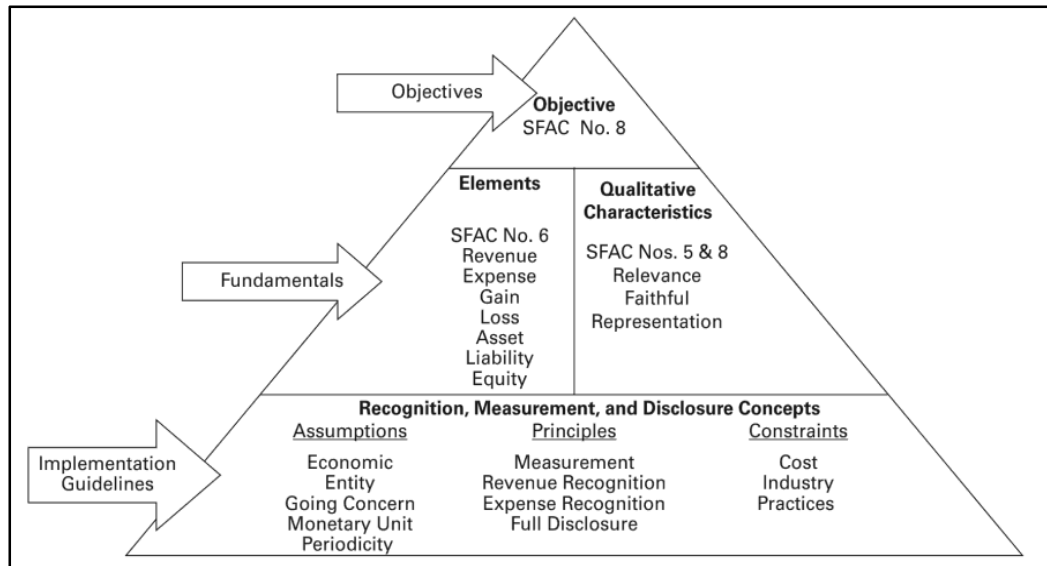 Objectives
Objective
SFAC No. 8
Fundamentals
Elements
SFAC No. 6
Revenue
Expense
Gain
Loss
Asset
Liability
Equity
Qualitative
Characteristics
SFAC Nos. 5 & 8
Relevance
Faithful
Representation
Implementation
Guidelines
Recognition, Measurement, and Disclosure Concepts
Assumptions
Economic
Entity
Going Concern
Monetary Unit
Periodicity
Principles
Measurement
Revenue Recognition
Expense Recognition
Full Disclosure
Constraints
Cost
Industry
Practices